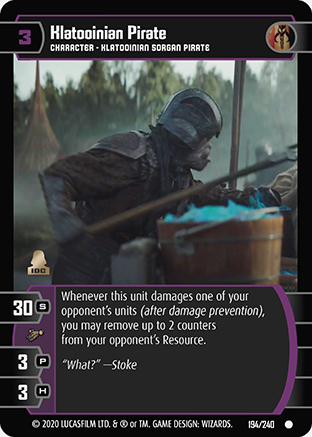 3 Klatooinian Pirate
CHARACTER - KLATOOINIAN SORGAN PIRATE
IDC
30 S
Whenever this unit damages one of your
opponent's units (after damage prevention),
you may remove up to 2 counters
from your opponent's Resource.
3 P
"What?" —Stoke
3 H
© 2020 LUCASFILM LTD. & ® or TM. GAME DESIGN: WIZARDS. 194/240